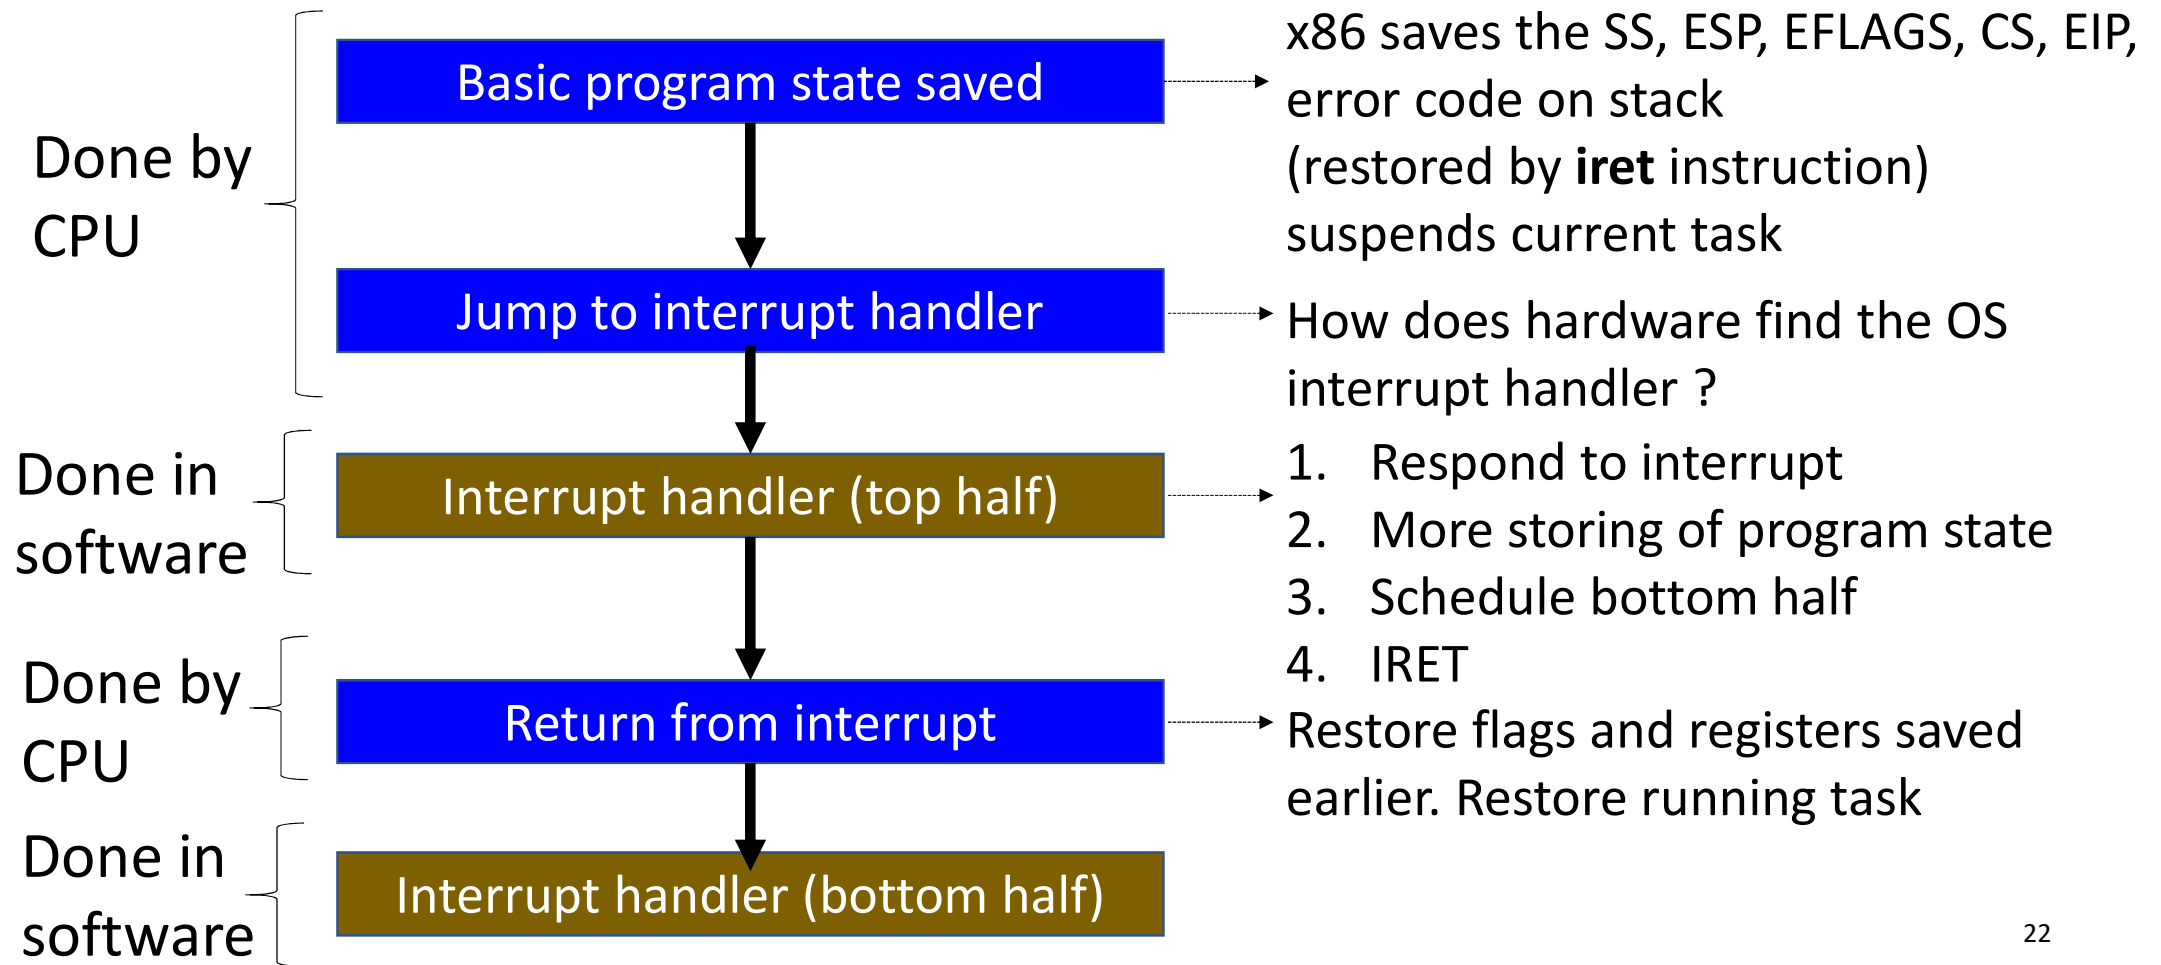 Done by
CPU
Basic program state saved
x86 saves the SS, ESP, EFLAGS, CS, EIP,
error code on stack
(restored by iret instruction)
suspends current task
Jump to interrupt handler
How does hardware find the OS
interrupt handler ?
Done in
software
Interrupt handler (top half)
1. Respond to interrupt
2. More storing of program state
3. Schedule bottom half
4. IRET
Done by
CPU
Return from interrupt
Restore flags and registers saved
earlier. Restore running task
Done in
software
Interrupt handler (bottom half)
22